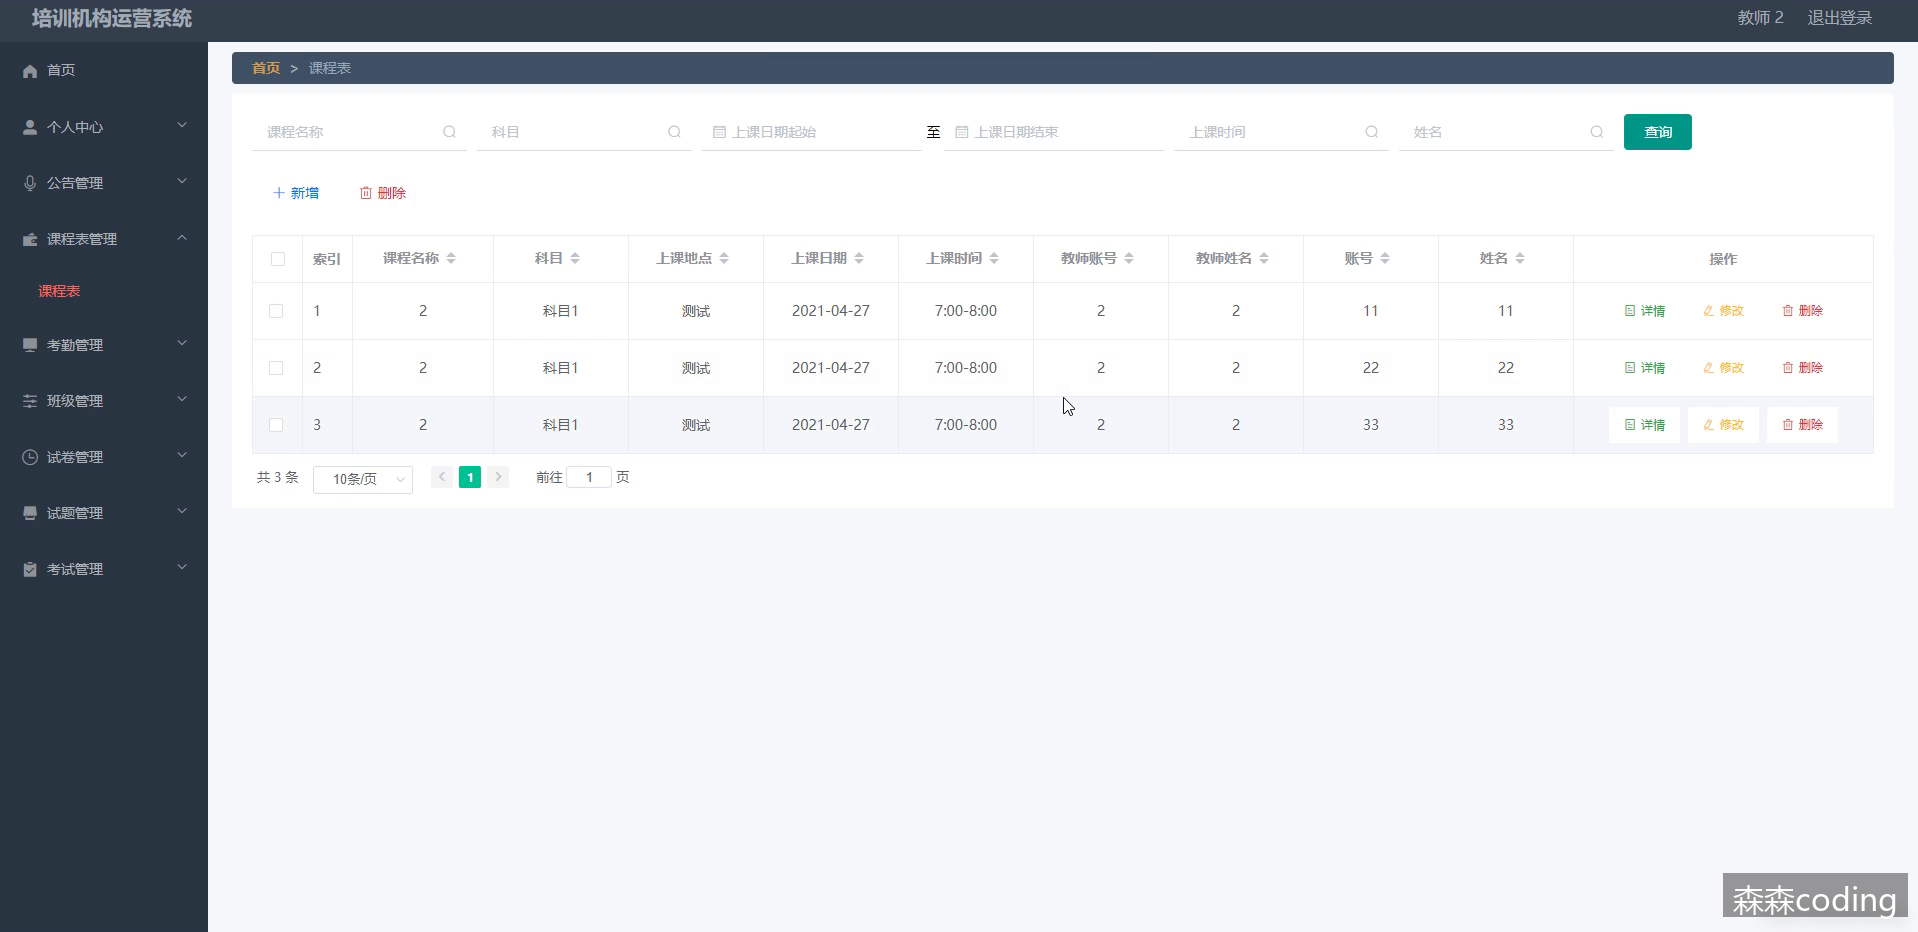 培训机构运营系统
教师 2 退出登录
首页
个人中心
公告管理
课程表管理
课程表
考勤管理
班级管理
试卷管理
试题管理
考试管理
首页 > 课程表
课程名称 科目 上课日期起始 至 上课日期结束 上课时间 姓名 查询
新增 删除
索引 课程名称 科目 上课地点 上课日期 上课时间 教师账号 教师姓名 账号 姓名 操作
1 2 科目1 测试 2021-04-27 7:00-8:00 2 2 11 11 详情 修改 删除
2 2 科目1 测试 2021-04-27 7:00-8:00 2 2 22 22 详情 修改 删除
3 2 科目1 测试 2021-04-27 7:00-8:00 2 2 33 33 详情 修改 删除
共 3 条 10条/页 1 前往 1 页
森森coding